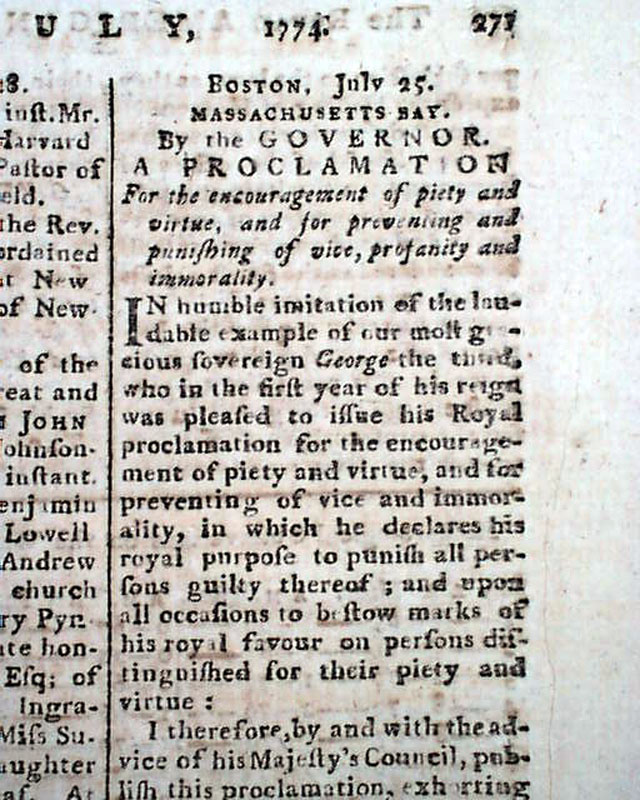 U L Y, 1774. 271
28.
inst. Mr.
Harvard
Pastor of
eld.
the Rev.
ordained
at New
of New-
of the
reat and
JOHN
Johnson-
instant.
enjamin
Lowell
Andrew
church
ry Pyn-
ate hon-
Esq; of
Ingra-
Miſs Su-
aughter
At
BOSTON, July 25.
MASSACHUSETTS BAY.
By the GOVERNOR.
A PROCLAMATION
For the encouragement of piety and
virtue, and for preventing and
puniſhing of vice, profanity and
immorality.
IN humble imitation of the lau-
dable example of our moſt gra-
cious ſovereign George the third,
who in the firſt year of his reign
was pleaſed to iſſue his Royal
proclamation for the encourage-
ment of piety and virtue, and for
preventing of vice and immor-
ality, in which he declares his
royal purpoſe to puniſh all per-
ſons guilty thereof ; and upon
all occaſions to beſtow marks of
his royal favour on perſons diſ-
tinguiſhed for their piety and
virtue :
I therefore, by and with the ad-
vice of his Majeſty's Council, pub-
liſh this proclamation, exhorting